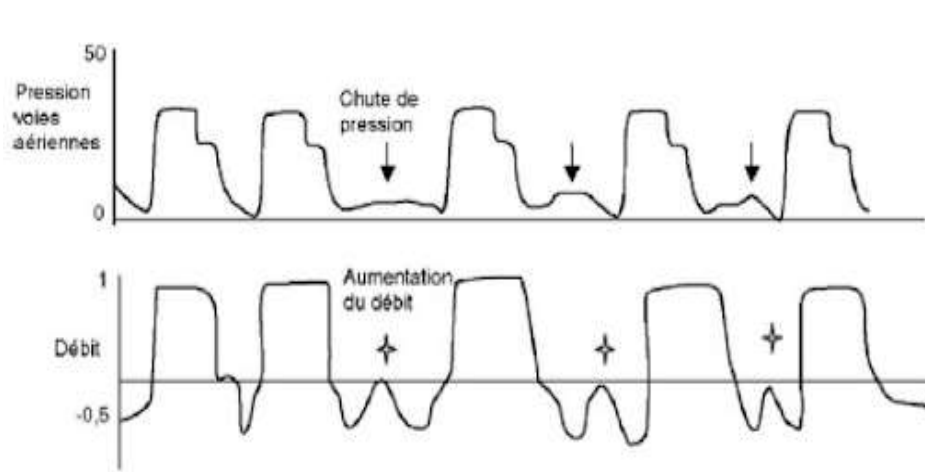 50
Pression
voies
aériennes
0
Chute de
pression
1
Aumentation
du débit
Débit
-0,5